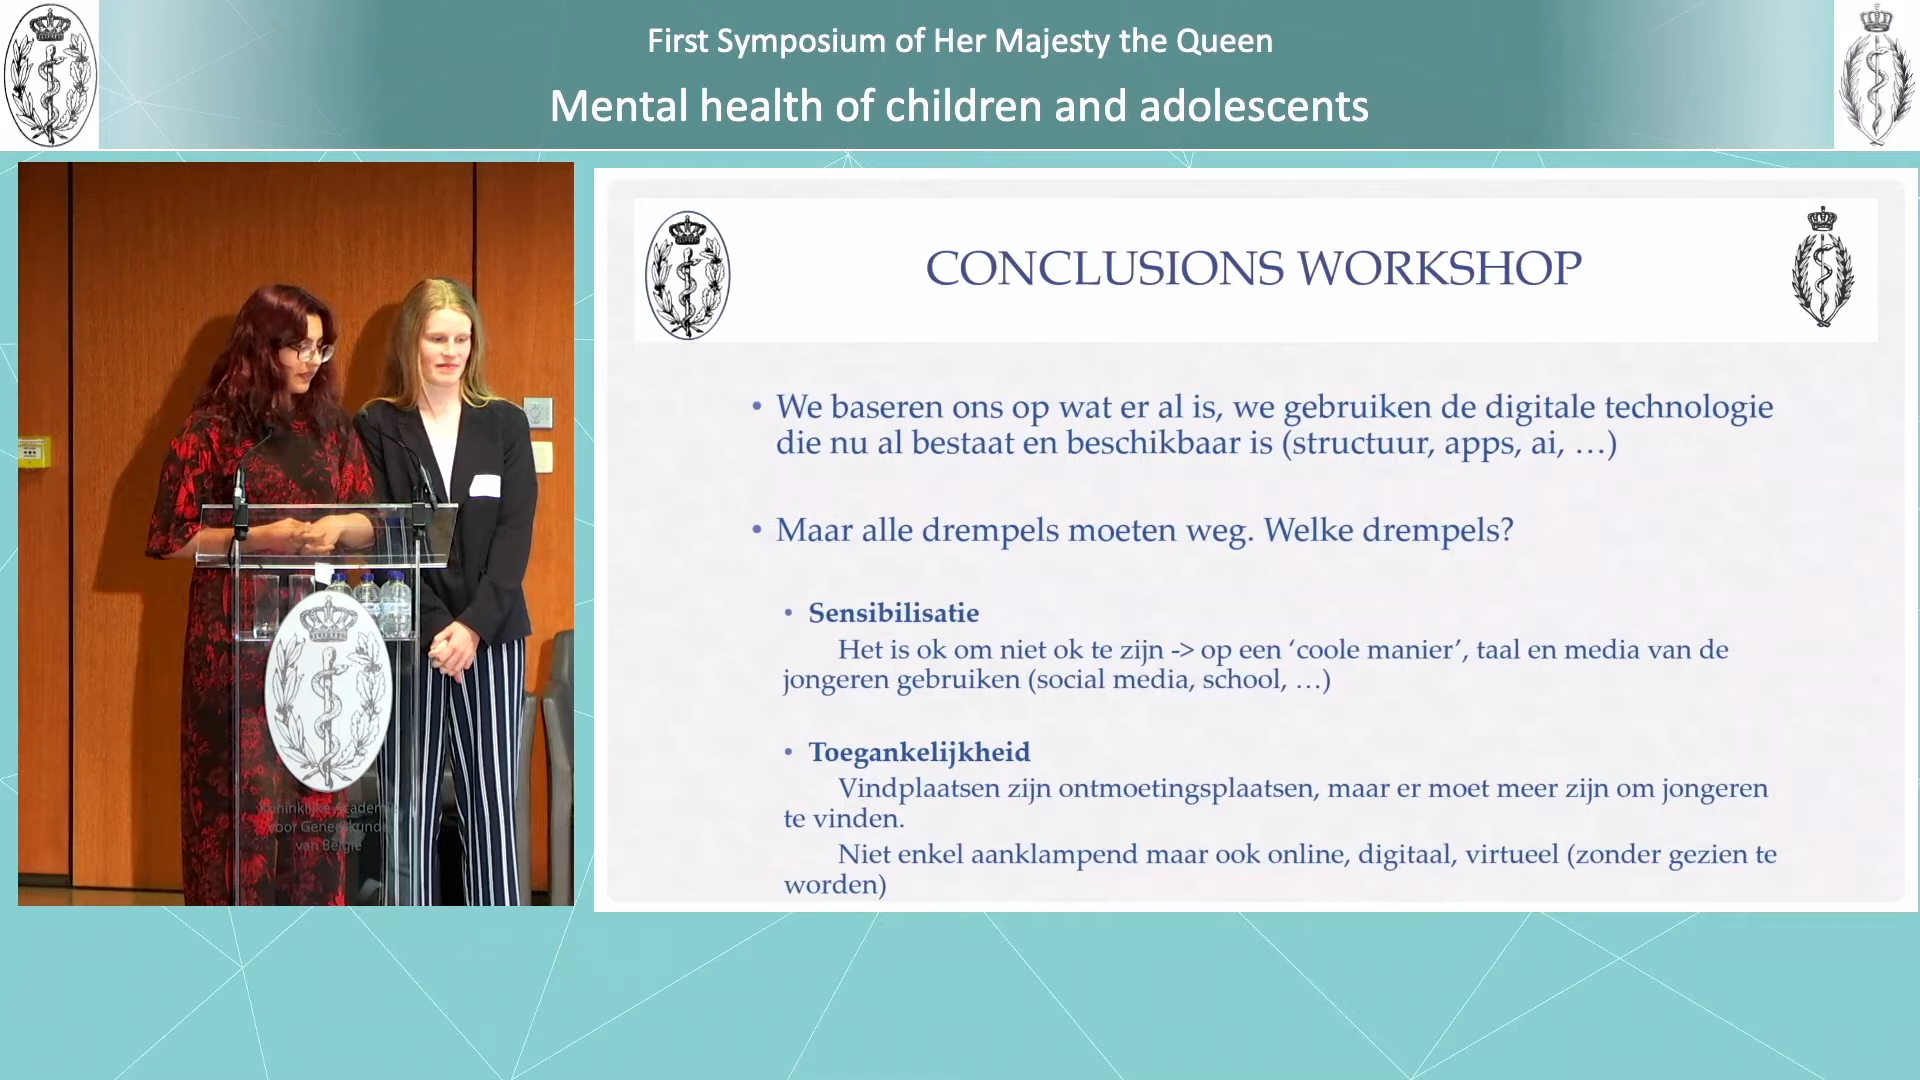 First Symposium of Her Majesty the Queen
Mental health of children and adolescents
CONCLUSIONS WORKSHOP
• We baseren ons op wat er al is, we gebruiken de digitale technologie
die nu al bestaat en beschikbaar is (structuur, apps, ai, …)
• Maar alle drempels moeten weg. Welke drempels?
• Sensibilisatie
Het is ok om niet ok te zijn -> op een ‘coole manier’, taal en media van de
jongeren gebruiken (social media, school, …)
• Toegankelijkheid
Vindplaatsen zijn ontmoetingsplaatsen, maar er moet meer zijn om jongeren
te vinden.
Niet enkel aanklampend maar ook online, digitaal, virtueel (zonder gezien te
worden)
voor Geneeskunde
van België